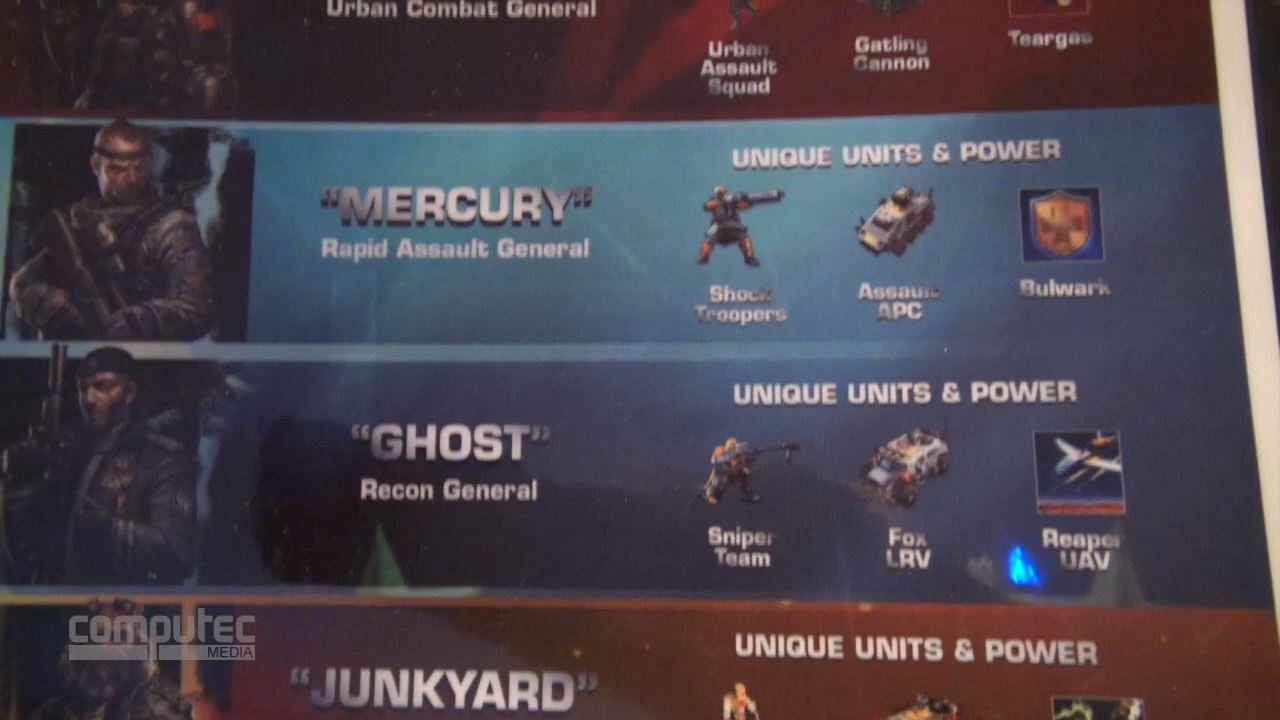 Urban Combat General
Urban
Assault
Squad
Gatling
Cannon
Teargas
UNIQUE UNITS & POWER
"MERCURY"
Rapid Assault General
Shock
Troopers
Assault
APC
Bulwark
UNIQUE UNITS & POWER
"GHOST"
Recon General
Sniper
Team
Fox
LRV
Reaper
UAV
UNIQUE UNITS & POWER
"JUNKYARD"
computec
MEDIA